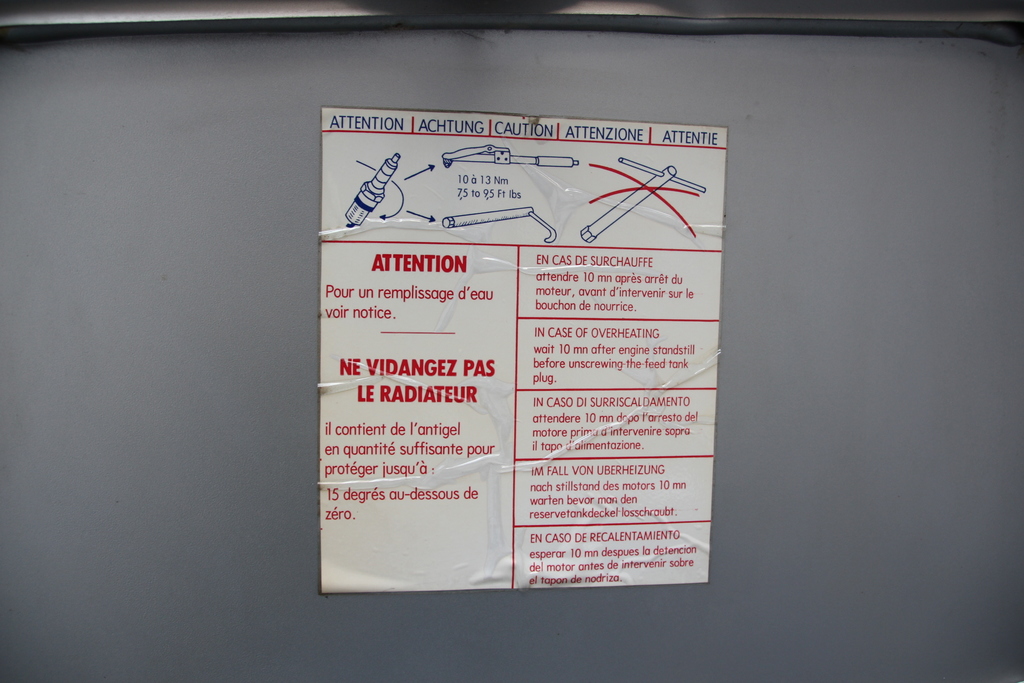 ATTENTION | ACHTUNG | CAUTION | ATTENZIONE | ATTENTIE
10 à 13 Nm
7,5 to 9,5 Ft lbs
ATTENTION
Pour un remplissage d'eau
voir notice.
NE VIDANGEZ PAS
LE RADIATEUR
il contient de l'antigel
en quantité suffisante pour
protéger jusqu'à :
15 degrés au-dessous de
zéro.
EN CAS DE SURCHAUFFE
attendre 10 mn après arrêt du
moteur, avant d'intervenir sur le
bouchon de nourrice.
IN CASE OF OVERHEATING
wait 10 mn after engine standstill
before unscrewing the feed tank
plug.
IN CASO DI SURRISCALDAMENTO
attendere 10 mn dopo l'arresto del
motore prima d'intervenire sopra
il tapo d'alimentazione.
IM FALL VON UBERHEIZUNG
nach stillstand des motors 10 mn
warten bevor man den
reservetankdeckel losschraubt.
EN CASO DE RECALENTAMIENTO
esperar 10 mn despues la detencion
del motor antes de intervenir sobre
el tapon de nodriza.